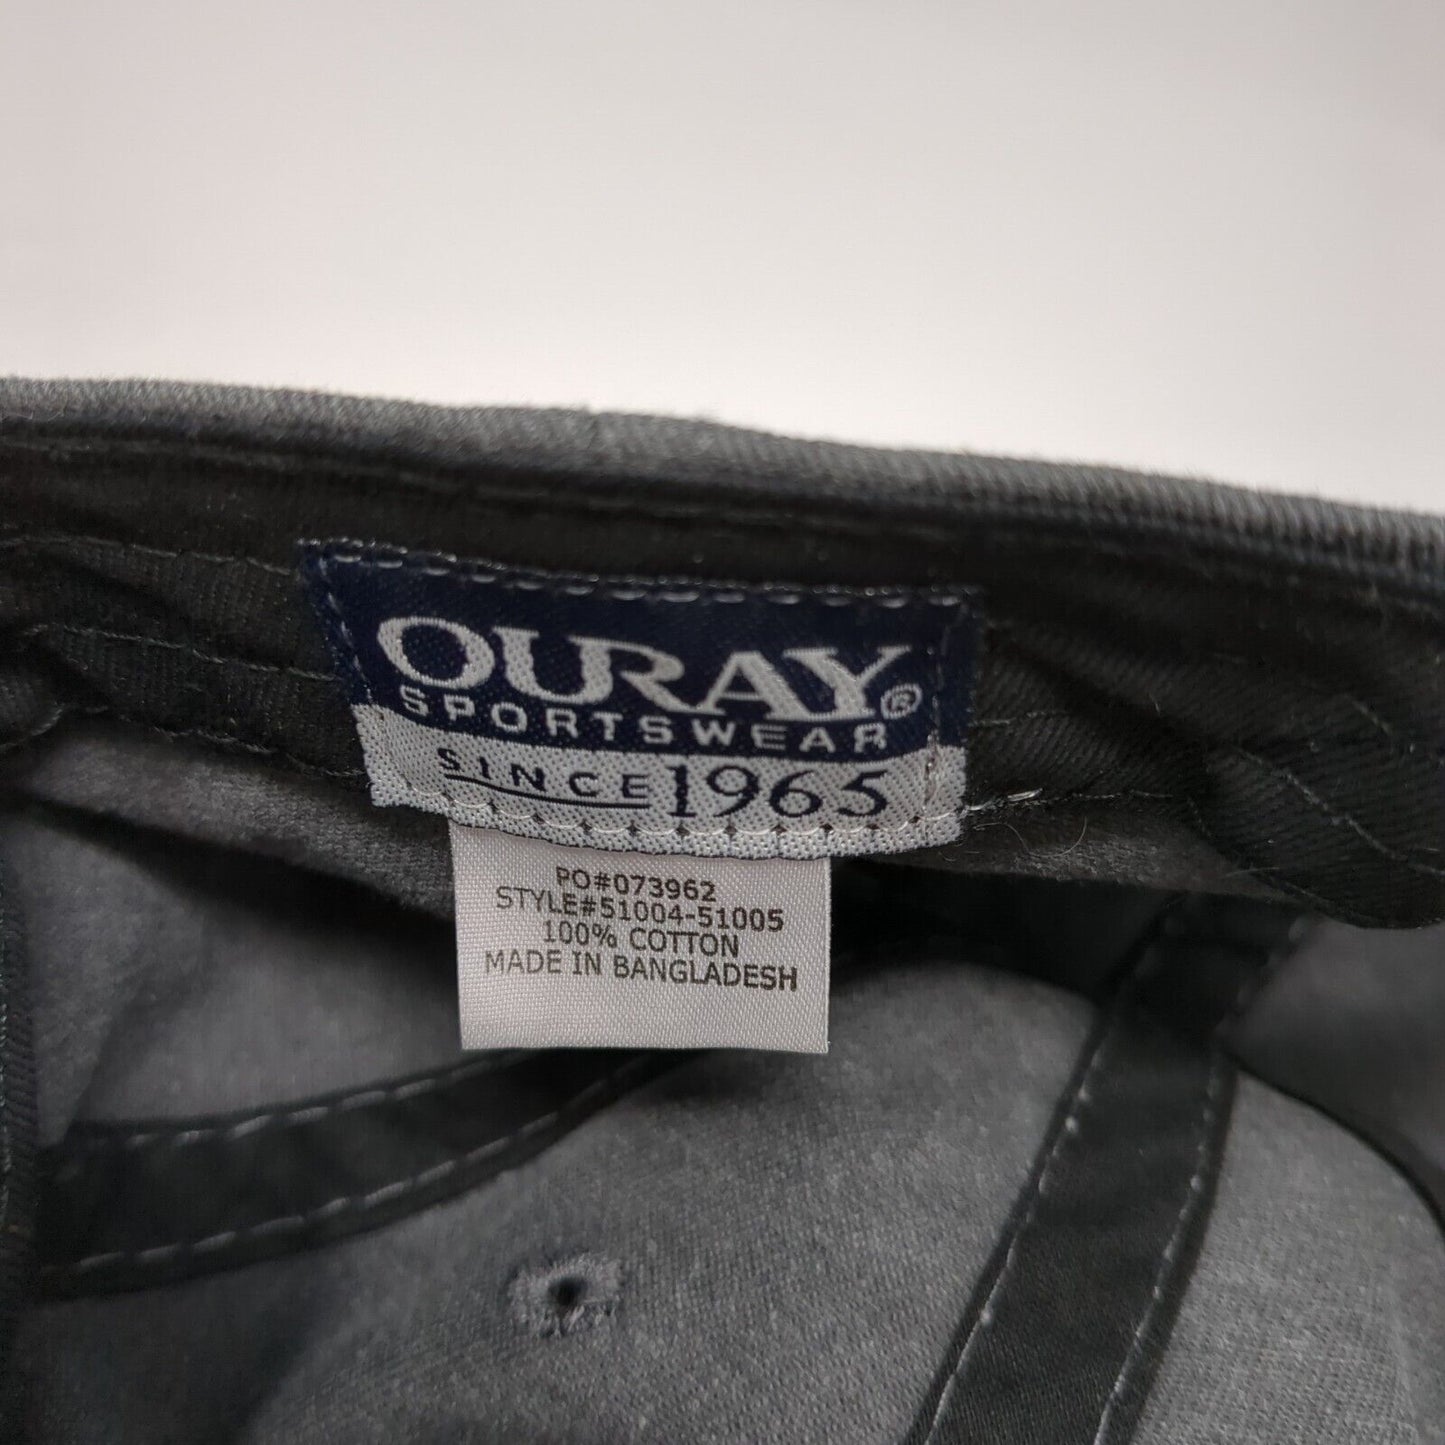 OURAY®
SPORTSWEAR
SINCE 1965
PO#073962
STYLE#51004-51005
100% COTTON
MADE IN BANGLADESH